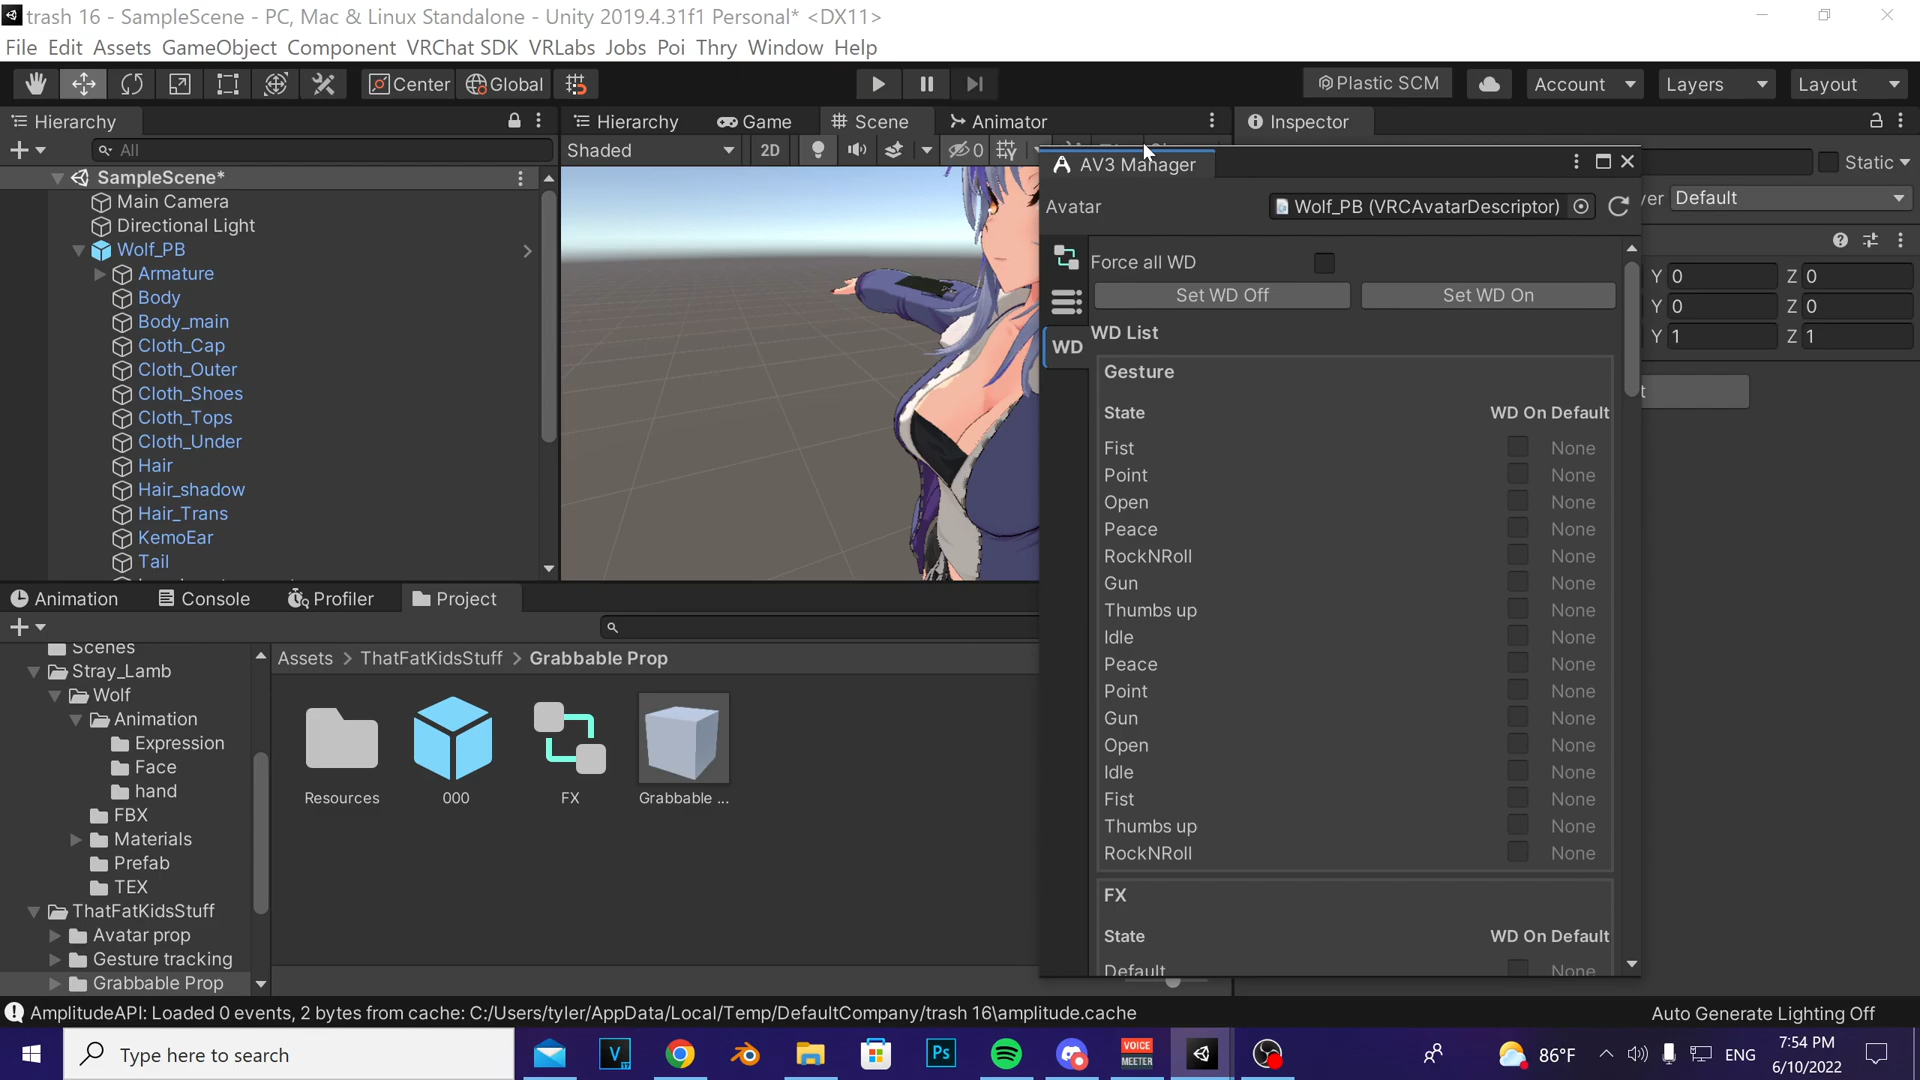 trash 16 - SampleScene - PC, Mac & Linux Standalone - Unity 2019.4.31f1 Personal* <DX11>
File Edit Assets GameObject Component VRChat SDK VRLabs Jobs Poi Thry Window Help
Center Global Plastic SCM Account Layers Layout
Hierarchy
All
SampleScene*
Main Camera
Directional Light
Wolf_PB
Armature
Body
Body_main
Cloth_Cap
Cloth_Outer
Cloth_Shoes
Cloth_Tops
Cloth_Under
Hair
Hair_shadow
Hair_Trans
KemoEar
Tail
Hierarchy Game Scene Animator
Shaded 2D 0
Inspector
Static
Default
Y 0 Z 0
Y 0 Z 0
Y 1 Z 1
AV3 Manager
Avatar Wolf_PB (VRCAvatarDescriptor)
Force all WD
Set WD Off Set WD On
WD WD List
Gesture
State WD On Default
Fist None
Point None
Open None
Peace None
RockNRoll None
Gun None
Thumbs up None
Idle None
Peace None
Point None
Gun None
Open None
Idle None
Fist None
Thumbs up None
RockNRoll None
FX
State WD On Default
Default None
Animation Console Profiler Project
Scenes
Stray_Lamb
Wolf
Animation
Expression
Face
hand
FBX
Materials
Prefab
TEX
ThatFatKidsStuff
Avatar prop
Gesture tracking
Grabbable Prop
Assets > ThatFatKidsStuff > Grabbable Prop
Resources 000 FX Grabbable ...
AmplitudeAPI: Loaded 0 events, 2 bytes from cache: C:/Users/tyler/AppData/Local/Temp/DefaultCompany/trash 16\amplitude.cache
Auto Generate Lighting Off
Type here to search
V 17
Ps
VOICE MEETER
86°F
ENG
7:54 PM
6/10/2022